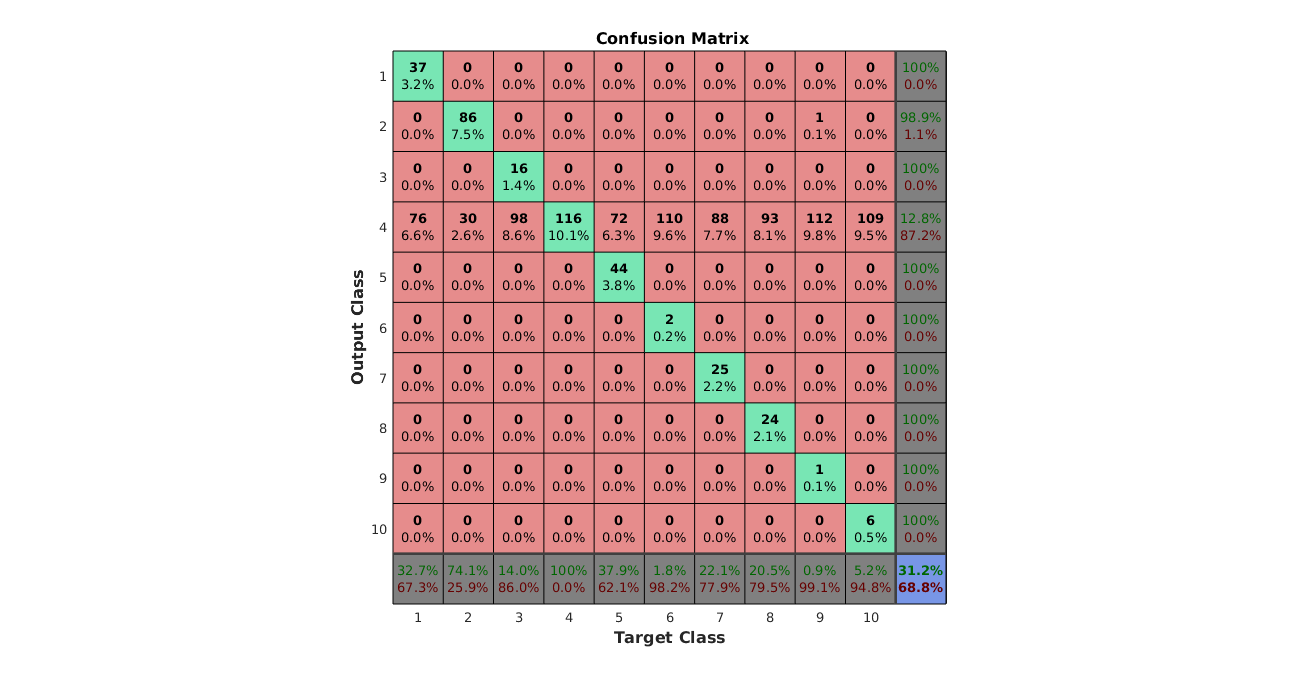 Confusion Matrix
37 0 0 0 0 0 0 0 0 0 100%
1
3.2% 0.0% 0.0% 0.0% 0.0% 0.0% 0.0% 0.0% 0.0% 0.0% 0.0%
0 86 0 0 0 0 0 0 1 0 98.9%
2
0.0% 7.5% 0.0% 0.0% 0.0% 0.0% 0.0% 0.0% 0.1% 0.0% 1.1%
0 0 16 0 0 0 0 0 0 0 100%
3
0.0% 0.0% 1.4% 0.0% 0.0% 0.0% 0.0% 0.0% 0.0% 0.0% 0.0%
76 30 98 116 72 110 88 93 112 109 12.8%
4
6.6% 2.6% 8.6% 10.1% 6.3% 9.6% 7.7% 8.1% 9.8% 9.5% 87.2%
0 0 0 0 44 0 0 0 0 0 100%
5
0.0% 0.0% 0.0% 0.0% 3.8% 0.0% 0.0% 0.0% 0.0% 0.0% 0.0%
Output Class
0 0 0 0 0 2 0 0 0 0 100%
6
0.0% 0.0% 0.0% 0.0% 0.0% 0.2% 0.0% 0.0% 0.0% 0.0% 0.0%
0 0 0 0 0 0 25 0 0 0 100%
7
0.0% 0.0% 0.0% 0.0% 0.0% 0.0% 2.2% 0.0% 0.0% 0.0% 0.0%
0 0 0 0 0 0 0 24 0 0 100%
8
0.0% 0.0% 0.0% 0.0% 0.0% 0.0% 0.0% 2.1% 0.0% 0.0% 0.0%
0 0 0 0 0 0 0 0 1 0 100%
9
0.0% 0.0% 0.0% 0.0% 0.0% 0.0% 0.0% 0.0% 0.1% 0.0% 0.0%
0 0 0 0 0 0 0 0 0 6 100%
10
0.0% 0.0% 0.0% 0.0% 0.0% 0.0% 0.0% 0.0% 0.0% 0.5% 0.0%
32.7% 74.1% 14.0% 100% 37.9% 1.8% 22.1% 20.5% 0.9% 5.2% 31.2%
67.3% 25.9% 86.0% 0.0% 62.1% 98.2% 77.9% 79.5% 99.1% 94.8% 68.8%
1 2 3 4 5 6 7 8 9 10
Target Class